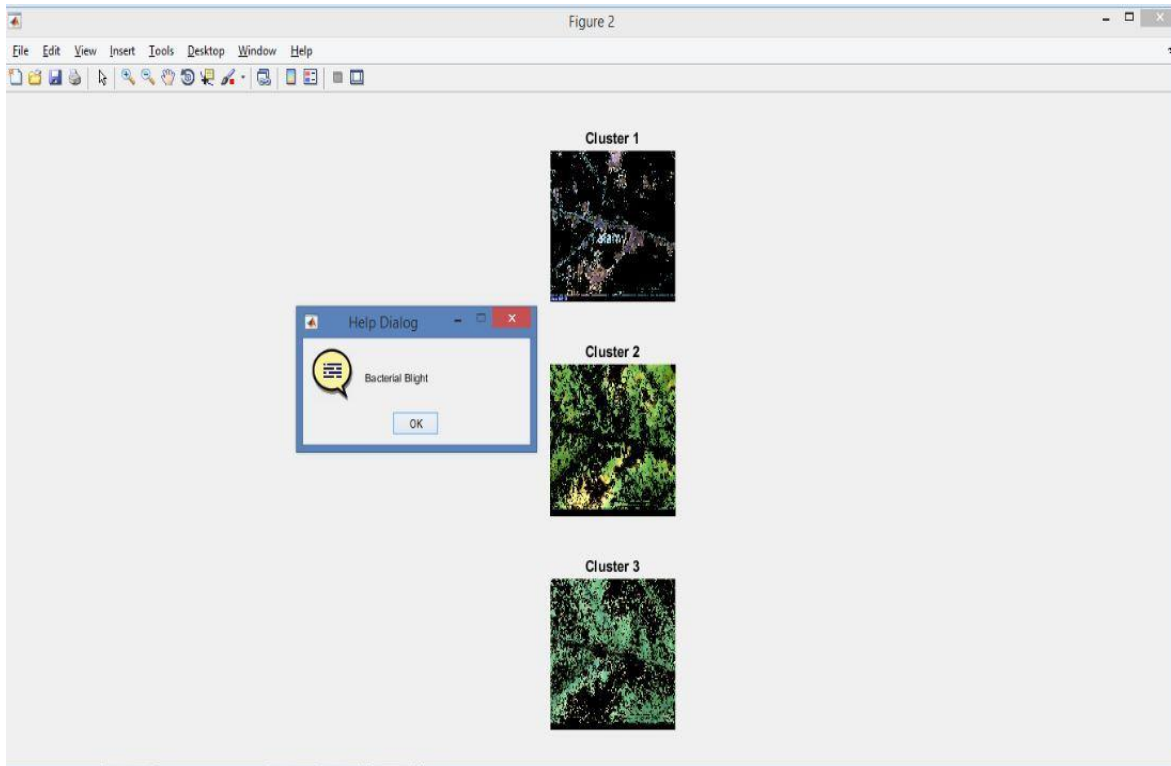 Figure 2
File Edit View Insert Tools Desktop Window Help
Cluster 1
alamy
Help Dialog
Bacterial Blight
OK
Cluster 2
Cluster 3